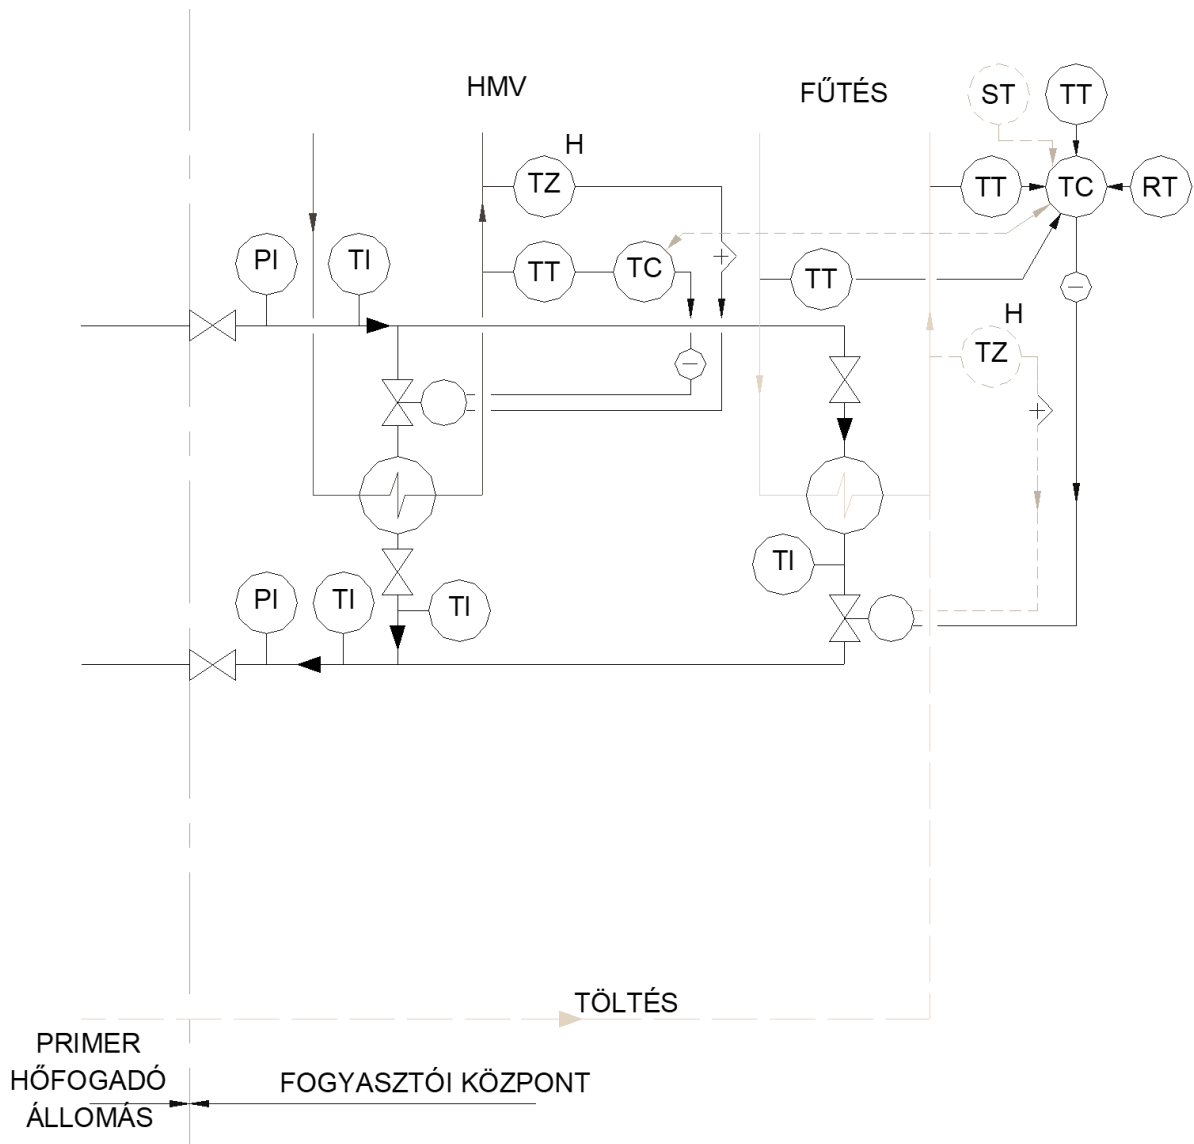 HMV
FŰTÉS
ST
TT
H
TZ
TT
TC
RT
PI
TI
TT
TC
TT
H
TZ
TI
PI
TI
TI
TÖLTÉS
PRIMER
HŐFOGADÓ
ÁLLOMÁS
FOGYASZTÓI KÖZPONT